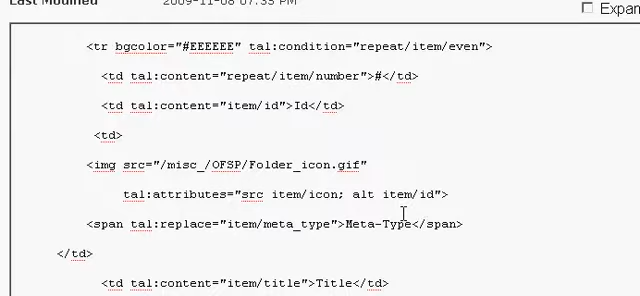 Last Modified 2009-11-08 07:33 PM
Expan
<tr bgcolor="#EEEEEE" tal:condition="repeat/item/even">
<td tal:content="repeat/item/number">#</td>
<td tal:content="item/id">Id</td>
<td>
<img src="/misc_/OFSP/Folder_icon.gif"
tal:attributes="src item/icon; alt item/id">
<span tal:replace="item/meta_type">Meta-Type</span>
</td>
<td tal:content="item/title">Title</td>